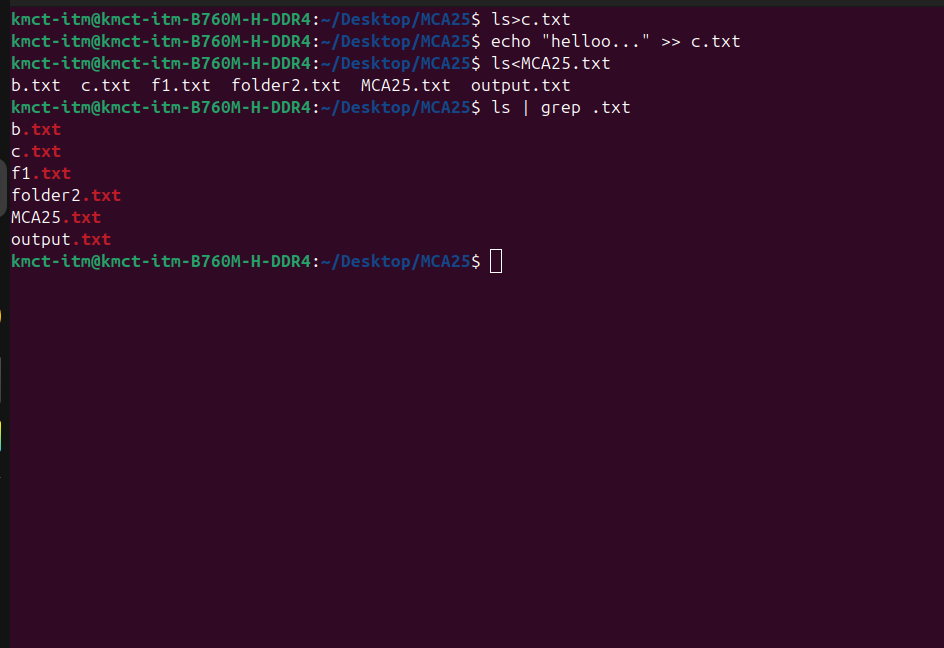 kmct-itm@kmct-itm-B760M-H-DDR4:~/Desktop/MCA25$ ls>c.txt
kmct-itm@kmct-itm-B760M-H-DDR4:~/Desktop/MCA25$ echo "helloo..." >> c.txt
kmct-itm@kmct-itm-B760M-H-DDR4:~/Desktop/MCA25$ ls<MCA25.txt
b.txt  c.txt  f1.txt  folder2.txt  MCA25.txt  output.txt
kmct-itm@kmct-itm-B760M-H-DDR4:~/Desktop/MCA25$ ls | grep .txt
b.txt
c.txt
f1.txt
folder2.txt
MCA25.txt
output.txt
kmct-itm@kmct-itm-B760M-H-DDR4:~/Desktop/MCA25$